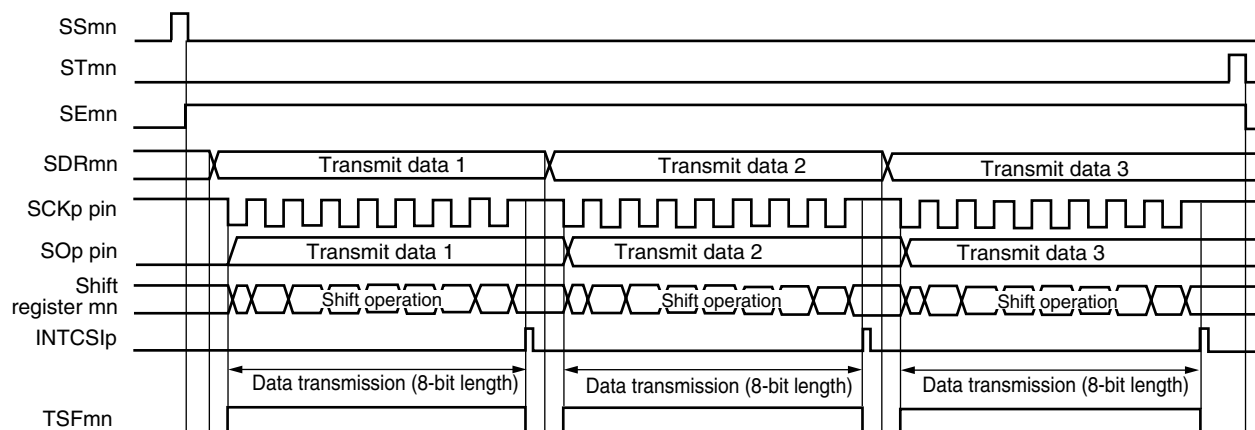 SSmn
STmn
SEmn
SDRmn Transmit data 1 Transmit data 2 Transmit data 3
SCKp pin
SOp pin Transmit data 1 Transmit data 2 Transmit data 3
Shift
register mn Shift operation Shift operation Shift operation
INTCSIp
Data transmission (8-bit length) Data transmission (8-bit length) Data transmission (8-bit length)
TSFmn